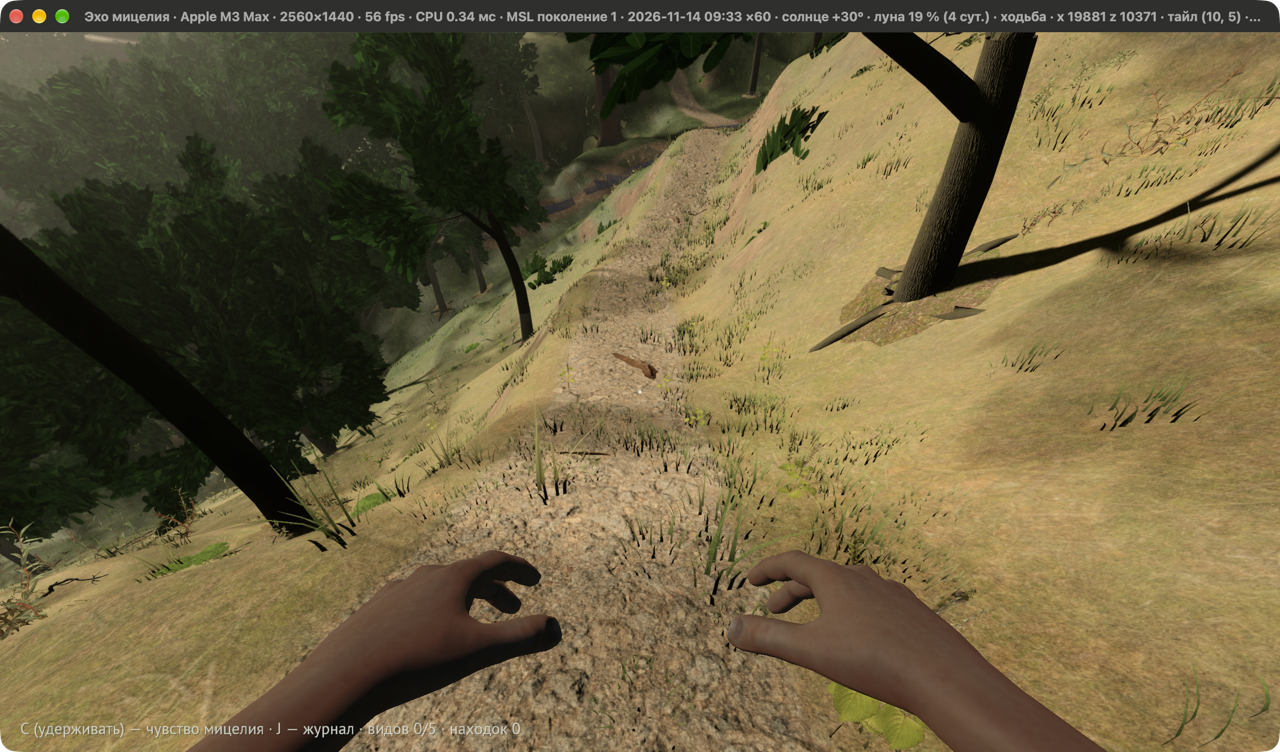 Эхо мицелия · Apple M3 Max · 2560×1440 · 56 fps · CPU 0.34 мс · MSL поколение 1 · 2026-11-14 09:33 ×60 · солнце +30° · луна 19 % (4 сут.) · ходьба · x 19881 z 10371 · тайл (10, 5) ·...
C (удерживать) — чувство мицелия · J — журнал · видов 0/5 · находок 0